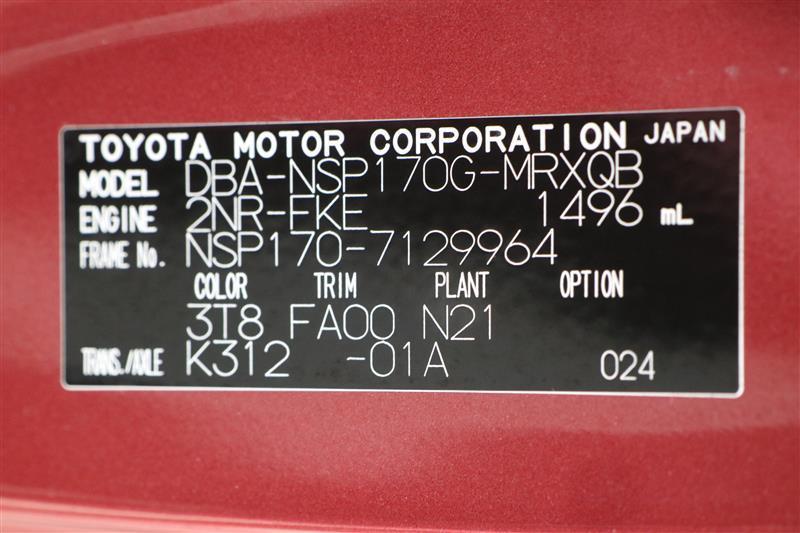 TOYOTA MOTOR CORPORATION JAPAN
MODEL DBA-NSP170G-MRXQB
ENGINE 2NR-FKE 1496 mL
FRAME No. NSP170-7129964
COLOR TRIM PLANT OPTION
3T8 FA00 N21
TRANS./AXLE K312 -01A 024